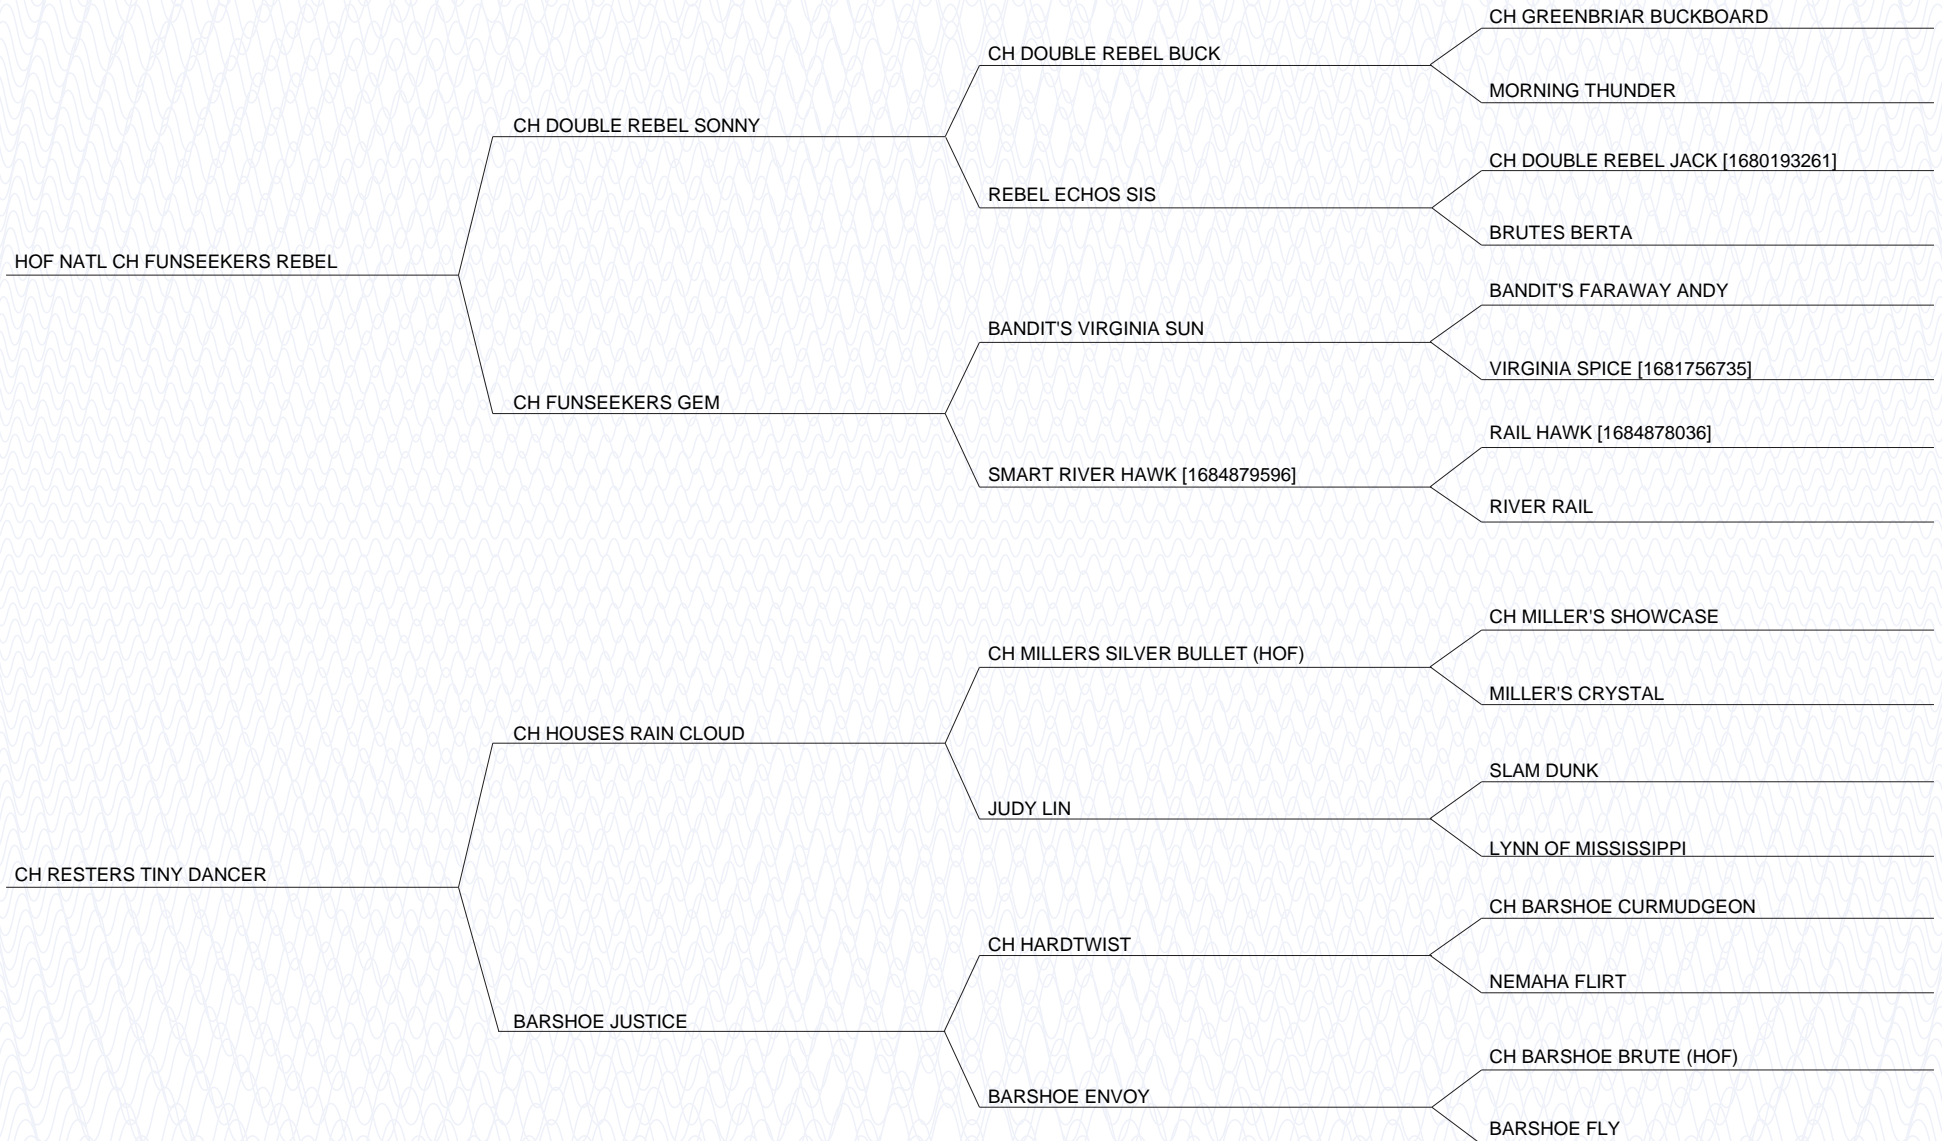 CH GREENBRIAR BUCKBOARD
CH DOUBLE REBEL BUCK
MORNING THUNDER
CH DOUBLE REBEL SONNY
CH DOUBLE REBEL JACK [1680193261]
REBEL ECHOS SIS
BRUTES BERTA
HOF NATL CH FUNSEEKERS REBEL
BANDIT'S FARAWAY ANDY
BANDIT'S VIRGINIA SUN
VIRGINIA SPICE [1681756735]
CH FUNSEEKERS GEM
RAIL HAWK [1684878036]
SMART RIVER HAWK [1684879596]
RIVER RAIL
CH MILLER'S SHOWCASE
CH MILLERS SILVER BULLET (HOF)
MILLER'S CRYSTAL
CH HOUSES RAIN CLOUD
SLAM DUNK
JUDY LIN
LYNN OF MISSISSIPPI
CH RESTERS TINY DANCER
CH BARSHOE CURMUDGEON
CH HARDTWIST
NEMAHA FLIRT
BARSHOE JUSTICE
CH BARSHOE BRUTE (HOF)
BARSHOE ENVOY
BARSHOE FLY